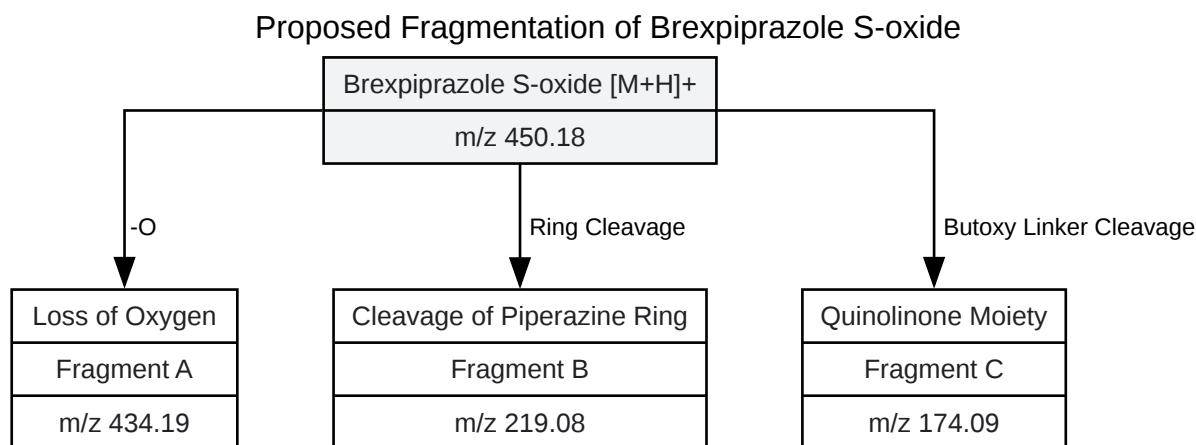 Proposed Fragmentation of Brexpiprazole S-oxide
Brexpiprazole S-oxide [M+H]+
m/z 450.18
-O
Ring Cleavage
Butoxy Linker Cleavage
Loss of Oxygen
Fragment A
m/z 434.19
Cleavage of Piperazine Ring
Fragment B
m/z 219.08
Quinolinone Moiety
Fragment C
m/z 174.09